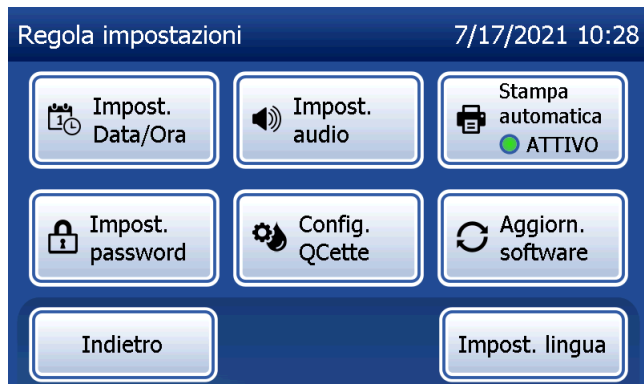 Regola impostazioni 7/17/2021 10:28
Impost.
Data/Ora
Impost.
audio
Stampa
automatica
ATTIVO
Impost.
password
Config.
QCette
Aggiorn.
software
Indietro
Impost. lingua